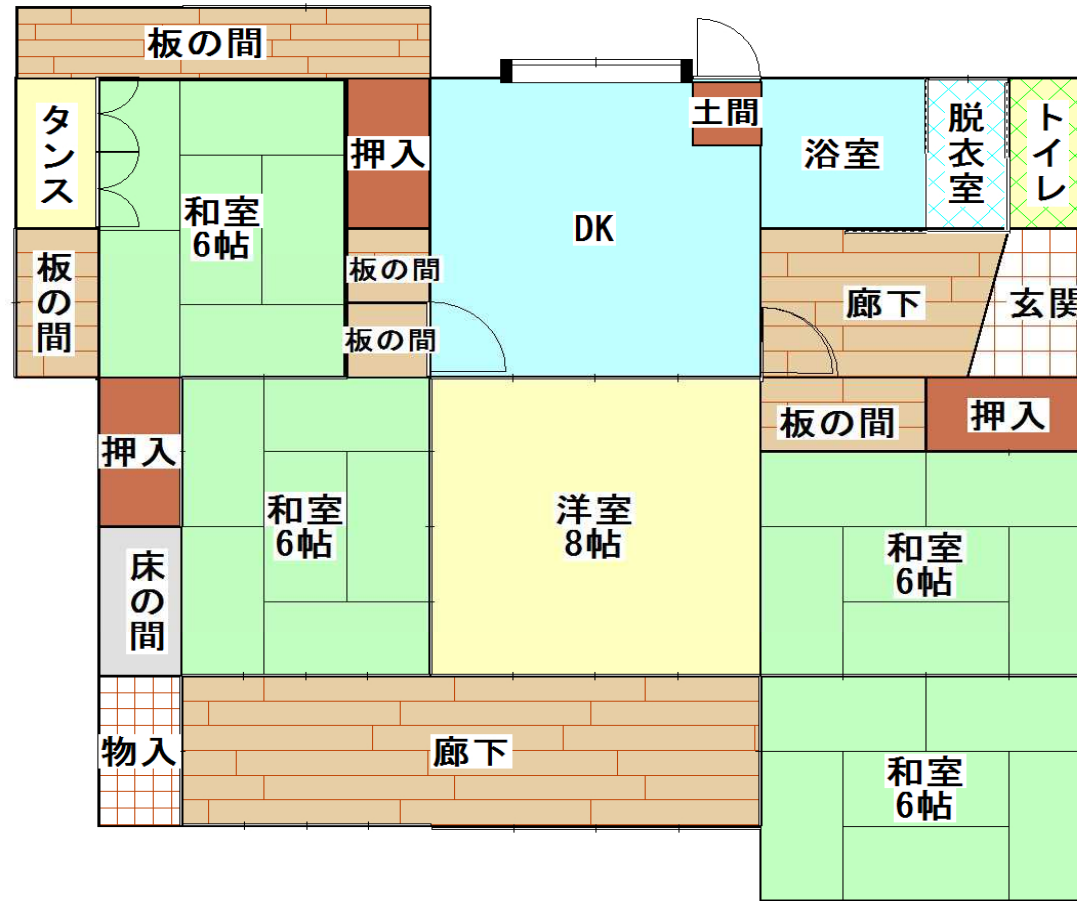 板の間
タンス
和室
6帖
押入
板の間
板の間
板の間
DK
土間
浴室
脱衣室
トイレ
廊下
玄関
押入
床の間
和室
6帖
洋室
8帖
板の間
押入
和室
6帖
物入
廊下
和室
6帖